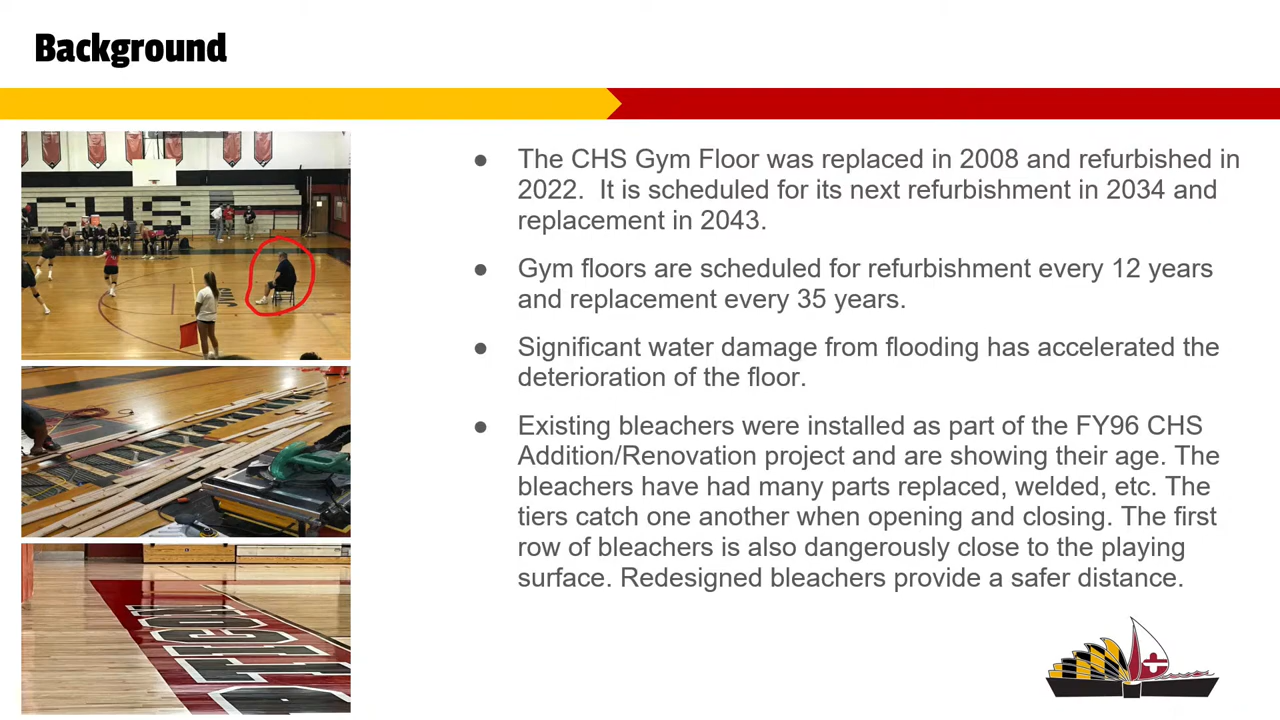 Background
CHS
● The CHS Gym Floor was replaced in 2008 and refurbished in
2022.  It is scheduled for its next refurbishment in 2034 and
replacement in 2043.
● Gym floors are scheduled for refurbishment every 12 years
and replacement every 35 years.
● Significant water damage from flooding has accelerated the
deterioration of the floor.
● Existing bleachers were installed as part of the FY96 CHS
Addition/Renovation project and are showing their age. The
bleachers have had many parts replaced, welded, etc. The
tiers catch one another when opening and closing. The first
row of bleachers is also dangerously close to the playing
surface. Redesigned bleachers provide a safer distance.